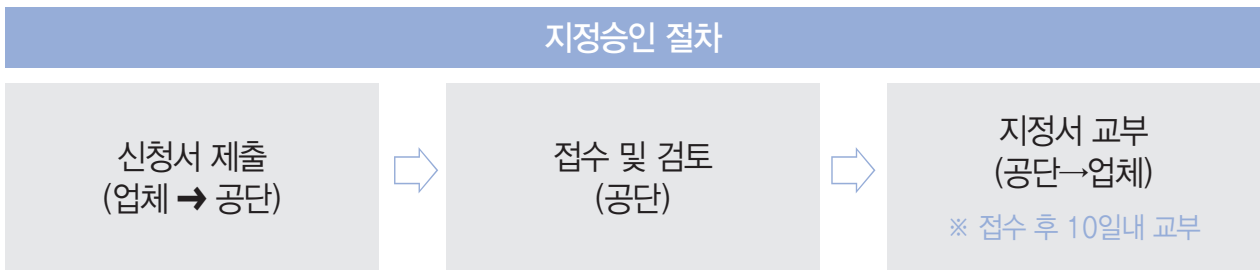 지정승인 절차
신청서 제출
(업체 ➜ 공단)
접수 및 검토
(공단)
지정서 교부
(공단→업체)
※ 접수 후 10일내 교부